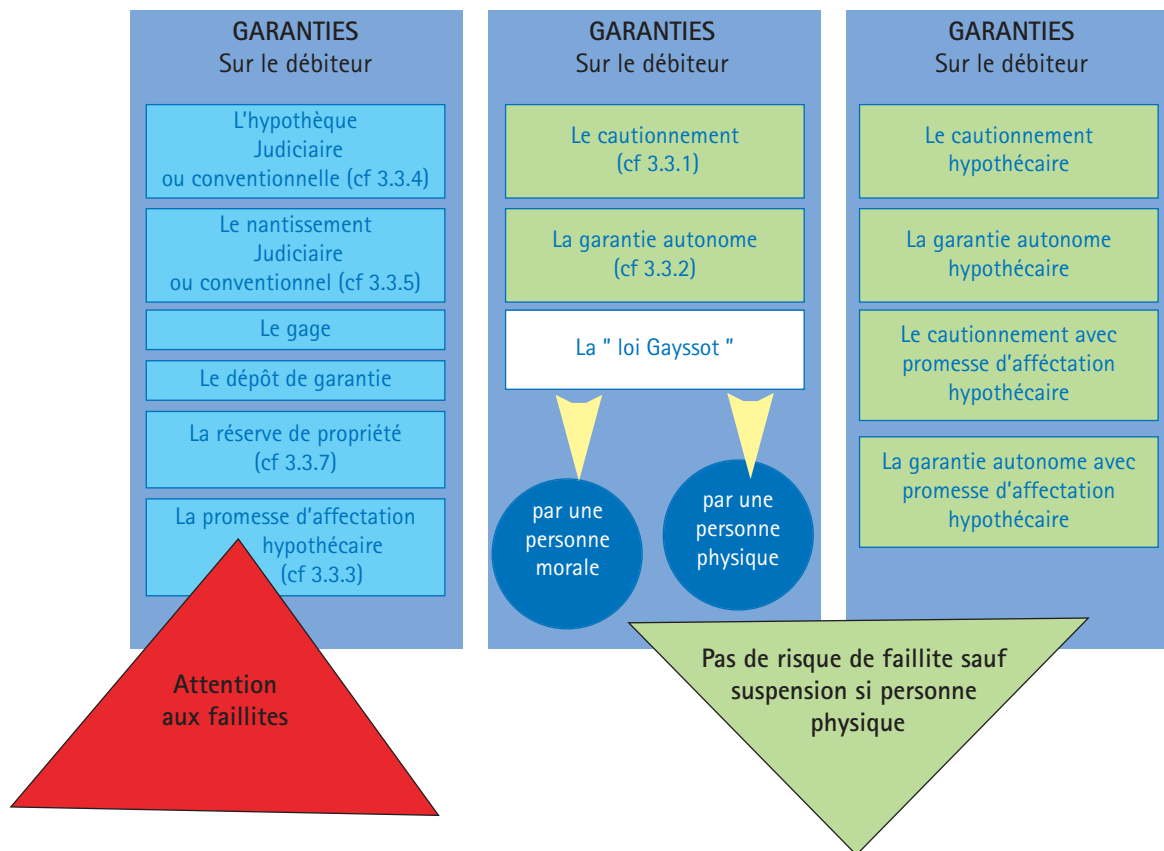 GARANTIES
Sur le débiteur
L'hypothèque
Judiciaire
ou conventionnelle (cf 3.3.4)
Le nantissement
Judiciaire
ou conventionnel (cf 3.3.5)
Le gage
Le dépôt de garantie
La réserve de propriété
(cf 3.3.7)
La promesse d'affectation
hypothécaire
(cf 3.3.3)
Attention
aux faillites
GARANTIES
Sur le débiteur
Le cautionnement
(cf 3.3.1)
La garantie autonome
(cf 3.3.2)
La " loi Gayssot "
par une
personne
morale
par une
personne
physique
GARANTIES
Sur le débiteur
Le cautionnement
hypothécaire
La garantie autonome
hypothécaire
Le cautionnement avec
promesse d'afféctation
hypothécaire
La garantie autonome avec
promesse d'affectation
hypothécaire
Pas de risque de faillite sauf
suspension si personne
physique